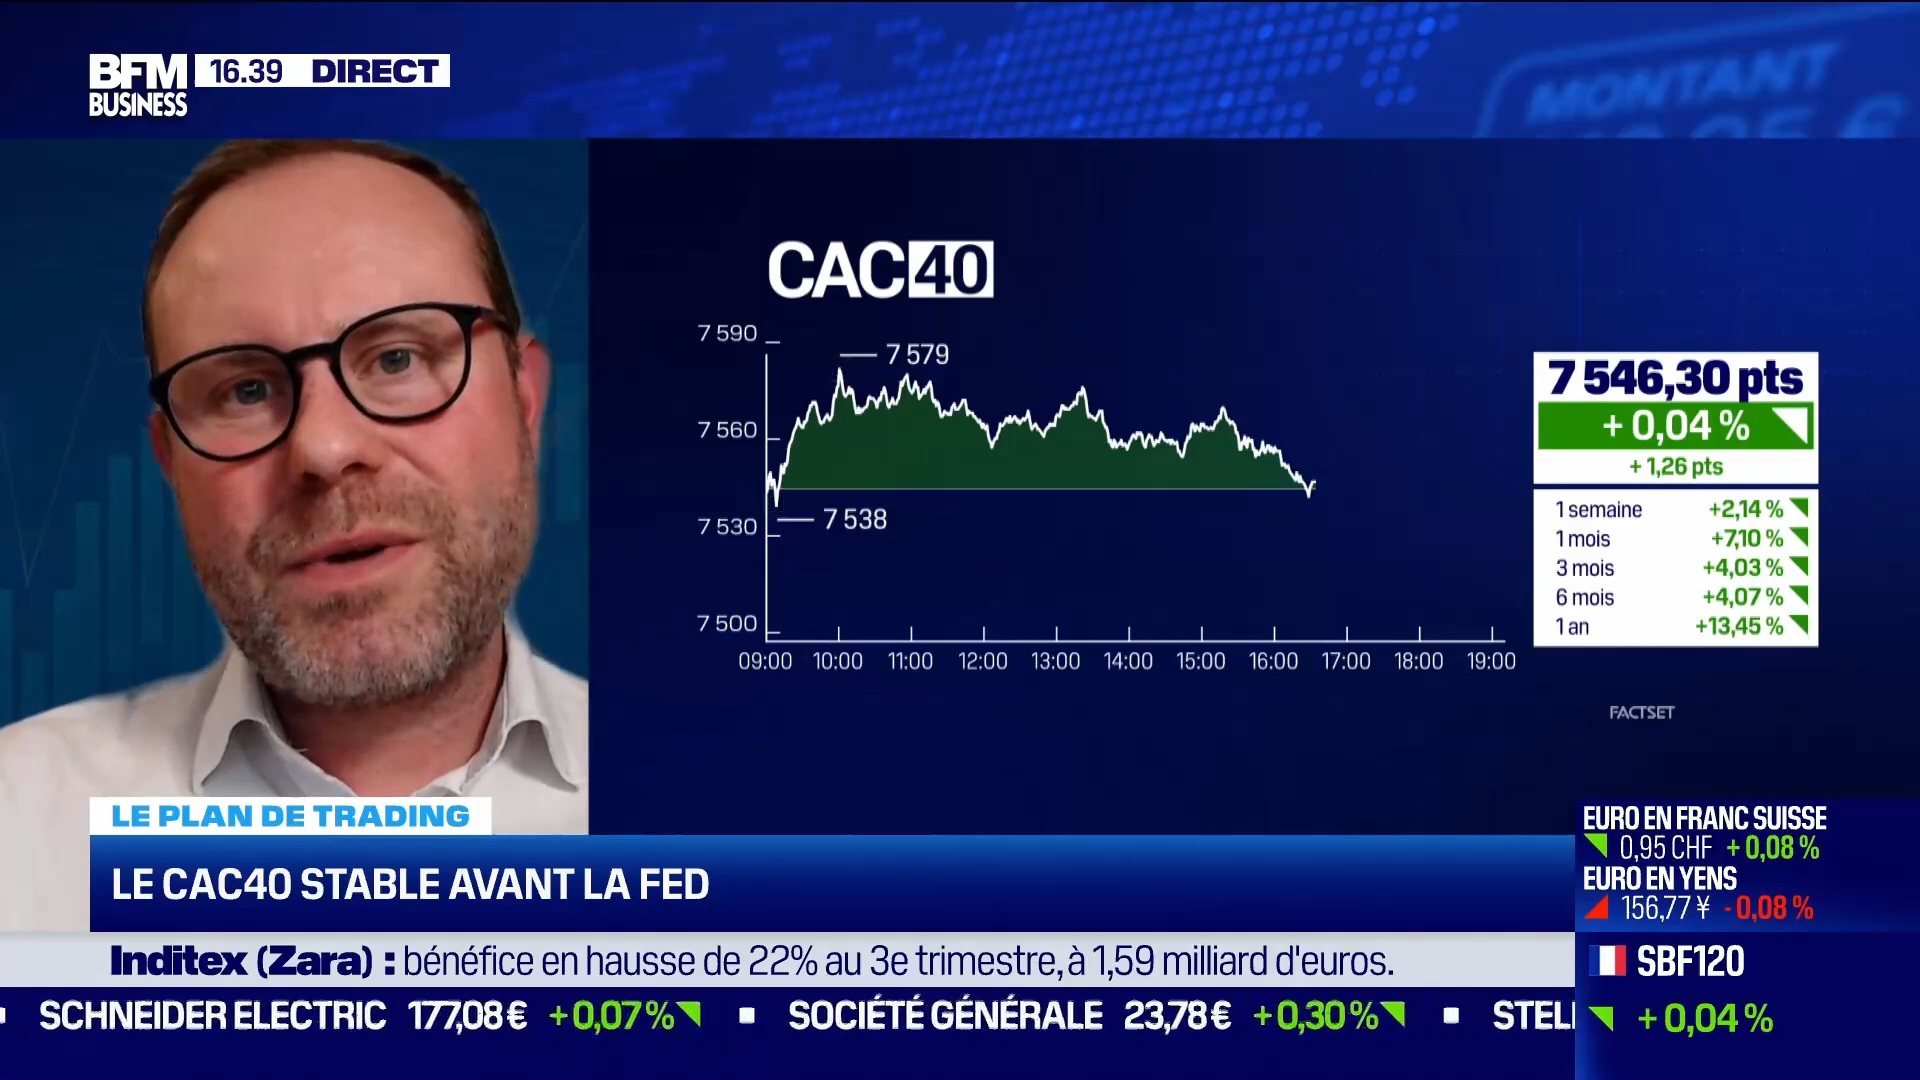 BFM
BUSINESS
16.39 DIRECT
MONTANT
CAC40
7 590
7 579
7 560
7 538
7 530
7 500
09:00 10:00 11:00 12:00 13:00 14:00 15:00 16:00 17:00 18:00 19:00
7 546,30 pts
+ 0,04 %
+ 1,26 pts
1 semaine +2,14 %
1 mois +7,10 %
3 mois +4,03 %
6 mois +4,07 %
1 an +13,45 %
FACTSET
LE PLAN DE TRADING
LE CAC40 STABLE AVANT LA FED
Inditex (Zara) : bénéfice en hausse de 22% au 3e trimestre, à 1,59 milliard d'euros.
SCHNEIDER ELECTRIC 177,08 € +0,07 % SOCIÉTÉ GÉNÉRALE 23,78 € +0,30 % STELL
EURO EN FRANC SUISSE
0,95 CHF + 0,08 %
EURO EN YENS
156,77 ¥ - 0,08 %
SBF120
+ 0,04 %